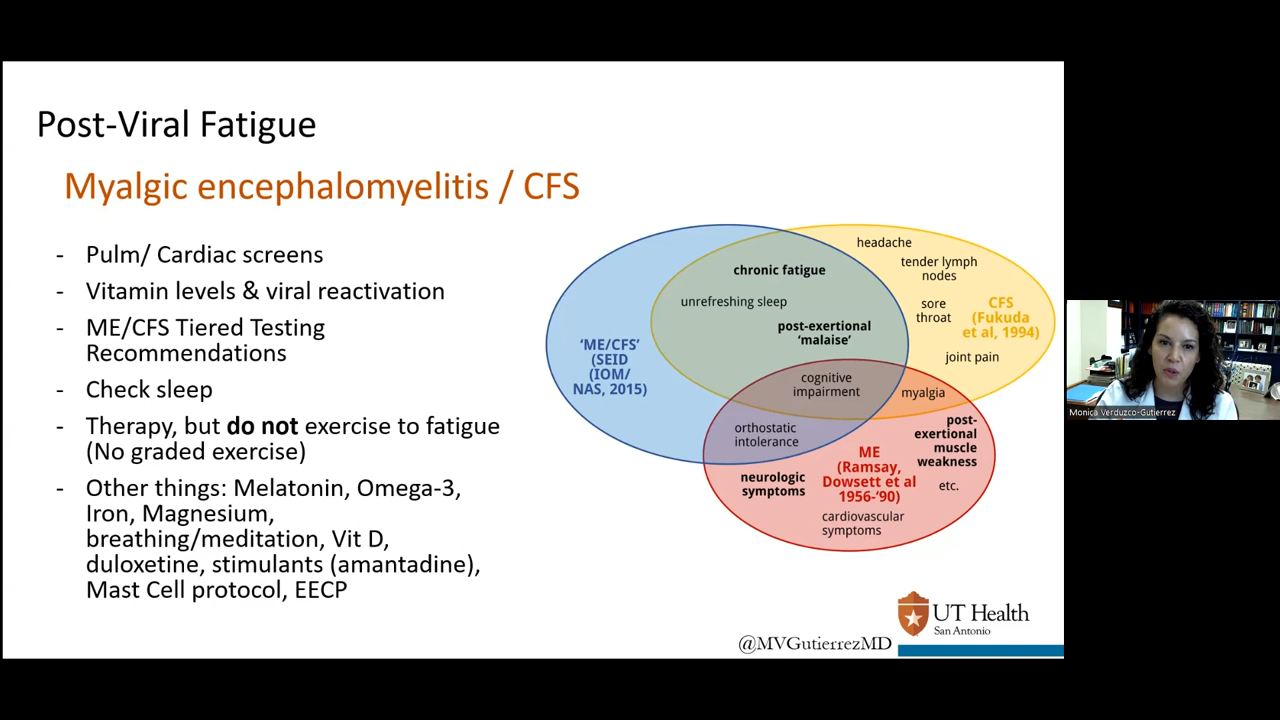 Post-Viral Fatigue
Myalgic encephalomyelitis / CFS
- Pulm/ Cardiac screens
- Vitamin levels & viral reactivation
- ME/CFS Tiered Testing
Recommendations
- Check sleep
- Therapy, but do not exercise to fatigue
(No graded exercise)
- Other things: Melatonin, Omega-3,
Iron, Magnesium,
breathing/meditation, Vit D,
duloxetine, stimulants (amantadine),
Mast Cell protocol, EECP
'ME/CFS'
(SEID
(IOM/
NAS, 2015)
chronic fatigue
unrefreshing sleep
post-exertional
'malaise'
cognitive
impairment
orthostatic
intolerance
headache
tender lymph
nodes
sore
throat
CFS
(Fukuda
et al, 1994)
joint pain
myalgia
post-
exertional
muscle
weakness
ME
(Ramsay,
Dowsett et al
1956-'90)
neurologic
symptoms
etc.
cardiovascular
symptoms
UT Health
San Antonio
@MVGutierrezMD
Monica Verduzco-Gutierrez